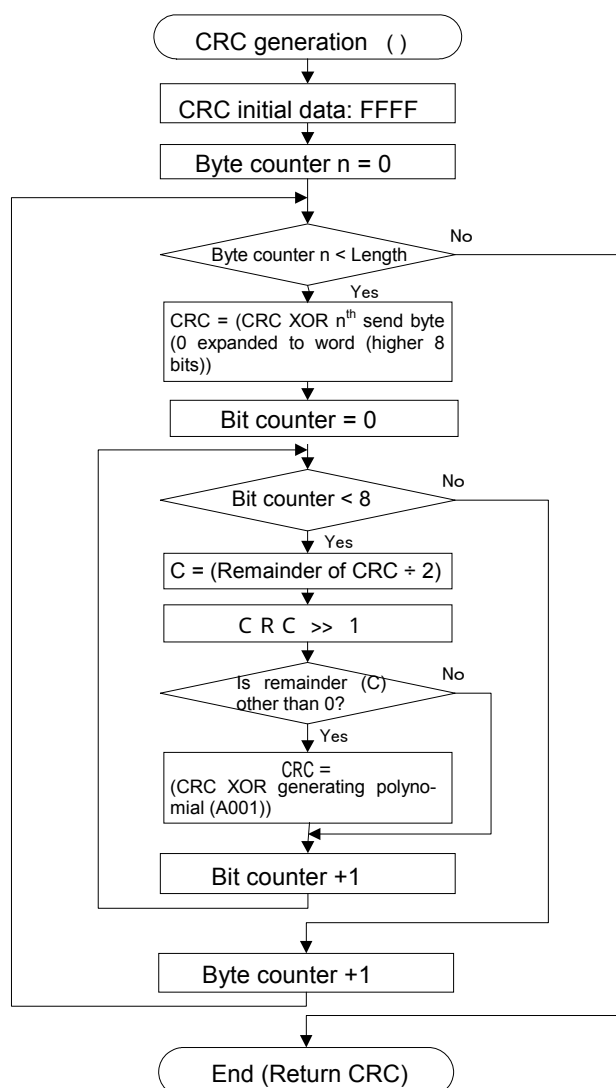 CRC generation ( )
CRC initial data: FFFF
Byte counter n = 0
Byte counter n < Length
No
Yes
CRC = (CRC XOR nth send byte
(0 expanded to word (higher 8
bits))
Bit counter = 0
No
Bit counter < 8
Yes
C = (Remainder of CRC ÷ 2)
C R C >> 1
No
Is remainder (C)
other than 0?
Yes
CRC =
(CRC XOR generating polyno-
mial (A001))
Bit counter +1
Byte counter +1
End (Return CRC)